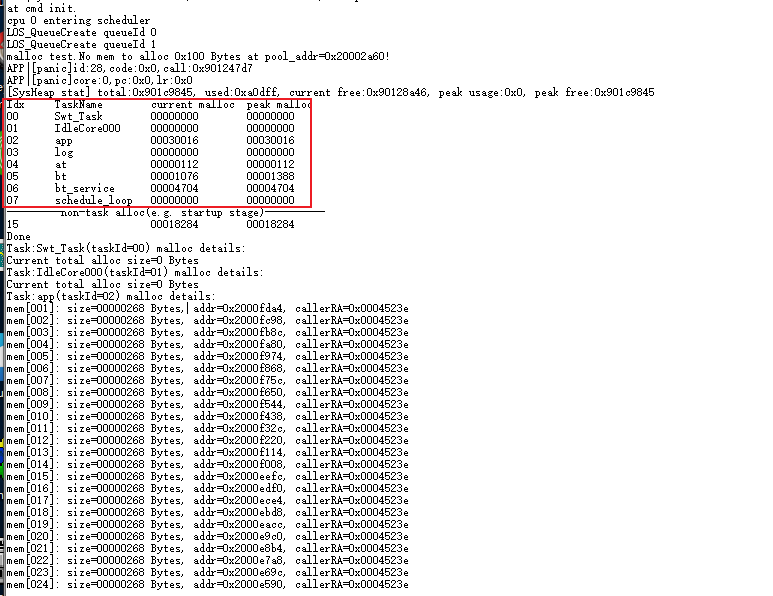 at cmd init.
cpu 0 entering scheduler
LOS_QueueCreate queueId 0
LOS_QueueCreate queueId 1
malloc test.No mem to alloc 0x100 Bytes at pool_addr=0x20002a60!
APP|[panic]id:28,code:0x0,call:0x901247d7
APP|[panic]core:0,pc:0x0,lr:0x0
[SysHeap stat] total:0x901c9845, used:0xa0dff, current free:0x90128a46, peak usage:0x0, peak free:0x901c9845
Idx TaskName current malloc peak malloc
00 Swt_Task 00000000 00000000
01 IdleCore000 00000000 00000000
02 app 00030016 00030016
03 log 00000000 00000000
04 at 00000112 00000112
05 bt 00001076 00001388
06 bt_service 00004704 00004704
07 schedule_loop 00000000 00000000
non-task alloc(e.g. startup stage)
15 00018284 00018284
Done
Task:Swt_Task(taskId=00) malloc details:
Current total alloc size=0 Bytes
Task:IdleCore000(taskId=01) malloc details:
Current total alloc size=0 Bytes
Task:app(taskId=02) malloc details:
mem[001]: size=00000268 Bytes, addr=0x2000fda4, callerRA=0x0004523e
mem[002]: size=00000268 Bytes, addr=0x2000fc98, callerRA=0x0004523e
mem[003]: size=00000268 Bytes, addr=0x2000fb8c, callerRA=0x0004523e
mem[004]: size=00000268 Bytes, addr=0x2000fa80, callerRA=0x0004523e
mem[005]: size=00000268 Bytes, addr=0x2000f974, callerRA=0x0004523e
mem[006]: size=00000268 Bytes, addr=0x2000f868, callerRA=0x0004523e
mem[007]: size=00000268 Bytes, addr=0x2000f75c, callerRA=0x0004523e
mem[008]: size=00000268 Bytes, addr=0x2000f650, callerRA=0x0004523e
mem[009]: size=00000268 Bytes, addr=0x2000f544, callerRA=0x0004523e
mem[010]: size=00000268 Bytes, addr=0x2000f438, callerRA=0x0004523e
mem[011]: size=00000268 Bytes, addr=0x2000f32c, callerRA=0x0004523e
mem[012]: size=00000268 Bytes, addr=0x2000f220, callerRA=0x0004523e
mem[013]: size=00000268 Bytes, addr=0x2000f114, callerRA=0x0004523e
mem[014]: size=00000268 Bytes, addr=0x2000f008, callerRA=0x0004523e
mem[015]: size=00000268 Bytes, addr=0x2000eefc, callerRA=0x0004523e
mem[016]: size=00000268 Bytes, addr=0x2000edf0, callerRA=0x0004523e
mem[017]: size=00000268 Bytes, addr=0x2000ece4, callerRA=0x0004523e
mem[018]: size=00000268 Bytes, addr=0x2000ebd8, callerRA=0x0004523e
mem[019]: size=00000268 Bytes, addr=0x2000eacc, callerRA=0x0004523e
mem[020]: size=00000268 Bytes, addr=0x2000e9c0, callerRA=0x0004523e
mem[021]: size=00000268 Bytes, addr=0x2000e8b4, callerRA=0x0004523e
mem[022]: size=00000268 Bytes, addr=0x2000e7a8, callerRA=0x0004523e
mem[023]: size=00000268 Bytes, addr=0x2000e69c, callerRA=0x0004523e
mem[024]: size=00000268 Bytes, addr=0x2000e590, callerRA=0x0004523e